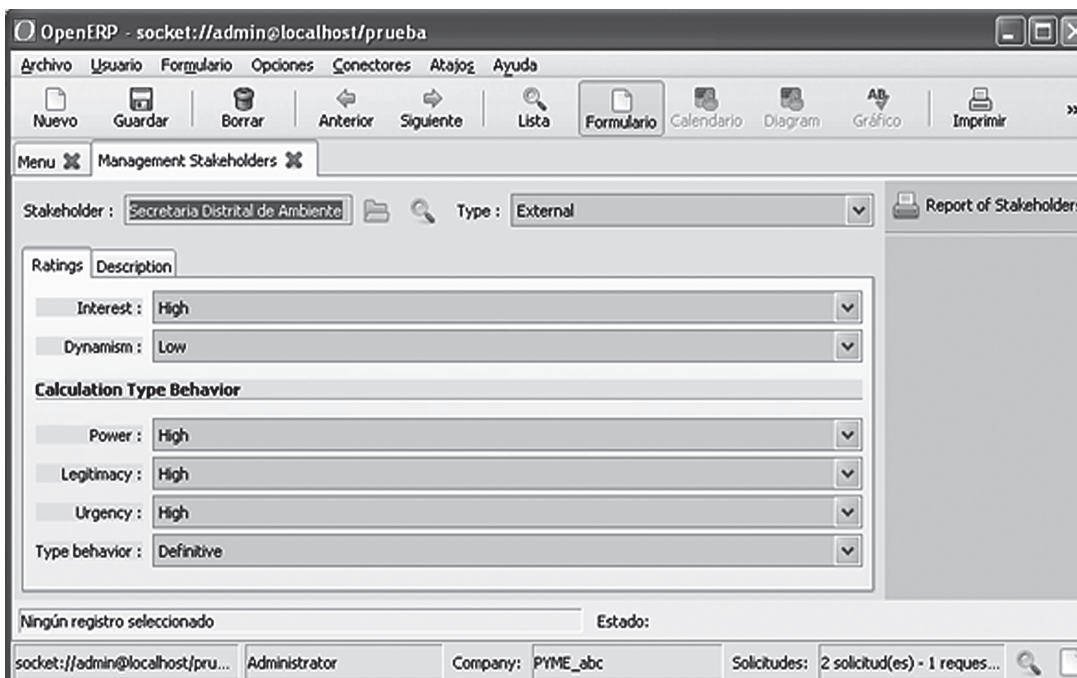 OpenERP - socket://admin@localhost/prueba
Archivo Usuario Formulario Opciones Conectores Atajos Ayuda
Nuevo Guardar Borrar Anterior Siguiente Lista Formulario Calendario Diagram Gráfico Imprimir »
Menu Management Stakeholders
Stakeholder : Secretaria Distrital de Ambiente Type : External Report of Stakeholders
Ratings Description
Interest : High
Dynamism : Low
Calculation Type Behavior
Power : High
Legitimacy : High
Urgency : High
Type behavior : Definitive
Ningún registro seleccionado Estado:
socket://admin@localhost/pru... Administrator Company: PYME_abc Solicitudes: 2 solicitud(es) - 1 reques...